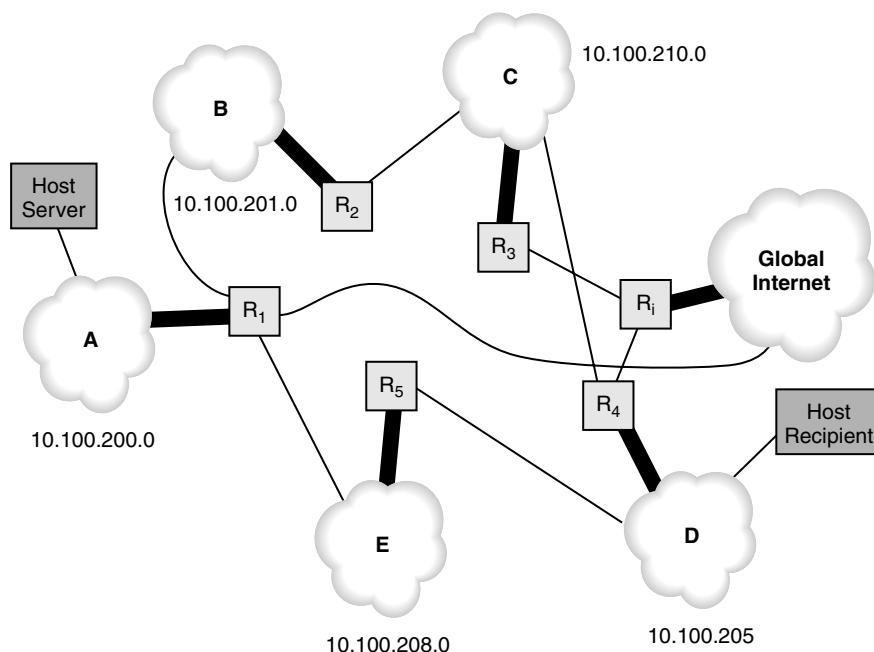 C
10.100.210.0
B
Host
Server
10.100.201.0
R2
R3
Global
Internet
Ri
R1
A
R5
R4
Host
Recipient
10.100.200.0
E
D
10.100.208.0
10.100.205